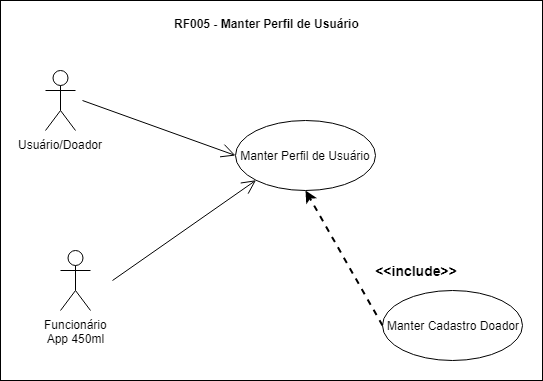 RF005 - Manter Perfil de Usuário
Usuário/Doador
Manter Perfil de Usuário
<<include>>
Funcionário
App 450ml
Manter Cadastro Doador